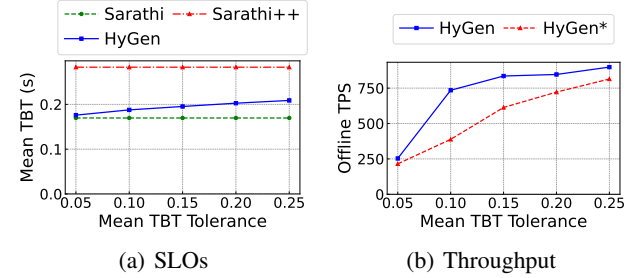 Sarathi
Sarathi++
HyGen
Mean TBT (s)
0.2
0.1
0.0
0.05 0.10 0.15 0.20 0.25
Mean TBT Tolerance
(a) SLOs
HyGen
HyGen*
Offline TPS
750
500
250
0
0.05 0.10 0.15 0.20 0.25
Mean TBT Tolerance
(b) Throughput